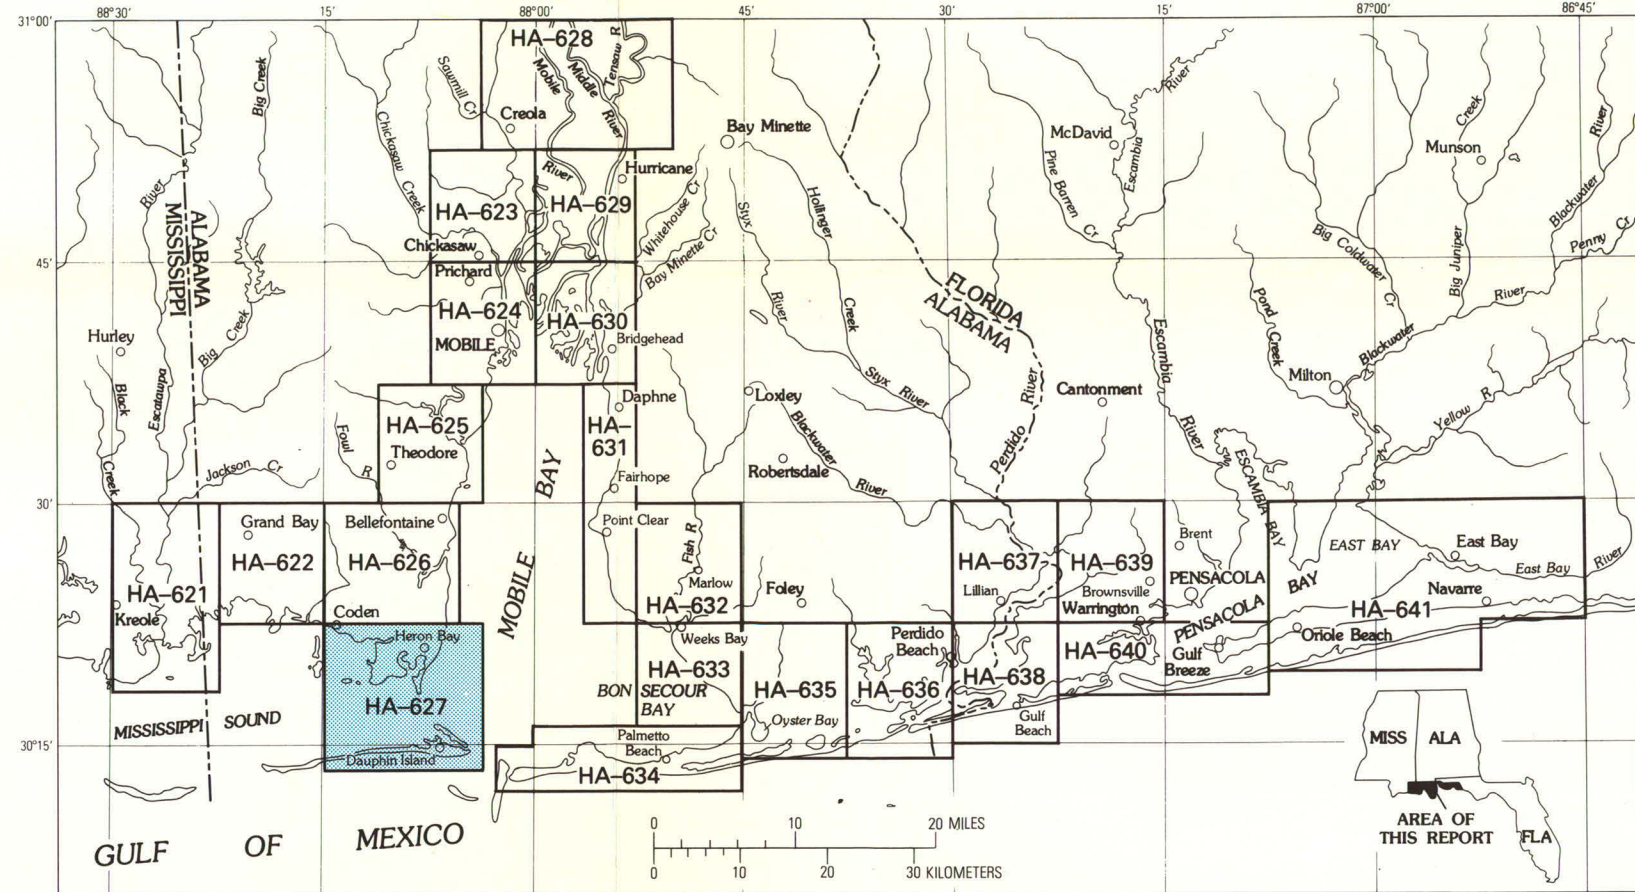 88°30'
15'
88°00'
45'
30'
15'
87°00'
86°45'
31°00'
HA-628
Mobile
Middle
River
Tensaw R
Sawmill Cr
Big Creek
Creola
Chickasaw Creek
Bay Minette
McDavid
Escambia
River
Pine Barren
Cr
Creek
Munson
River
Blackwater
Penny Cr
River
ALABAMA
MISSISSIPPI
River
Hurricane
HA-623
HA-629
Whitehouse Cr
Bay Minette Cr
Styx
Hollinger
Chickasaw
45'
Prichard
HA-624
HA-630
MOBILE
Bridgehead
River
Creek
FLORIDA
ALABAMA
Big Coldwater
Cr
Big Juniper
River
Pond
Creek
Blackwater
Hurley
Big
Creek
Black
Creek
Escatawpa
Escambia
River
Milton
Yellow R
Styx
River
Perdido
River
Cantonment
HA-625
Theodore
Fowl
R
Jackson Cr
Daphne
HA-
631
Fairhope
Loxley
Blackwater
River
Robertsdale
BAY
MOBILE
ESCAMBIA BAY
30'
Grand Bay
HA-622
Bellefontaine
HA-626
Point Clear
Fish R
Marlow
HA-632
Foley
HA-637
Lillian
HA-639
Brownsville
Warrington
Brent
PENSACOLA
PENSACOLA
BAY
EAST BAY
East Bay
East Bay
River
Navarre
HA-641
Oriole Beach
HA-621
Kreole
Coden
Heron Bay
HA-627
Weeks Bay
HA-633
BON SECOUR
BAY
HA-635
Oyster Bay
Perdido
Beach
HA-636
HA-638
Gulf
Beach
HA-640
Gulf
Breeze
MISSISSIPPI SOUND
30°15'
Dauphin Island
Palmetto
Beach
HA-634
GULF OF MEXICO
0 10 20 MILES
0 10 20 30 KILOMETERS
MISS
ALA
AREA OF
THIS REPORT
FLA